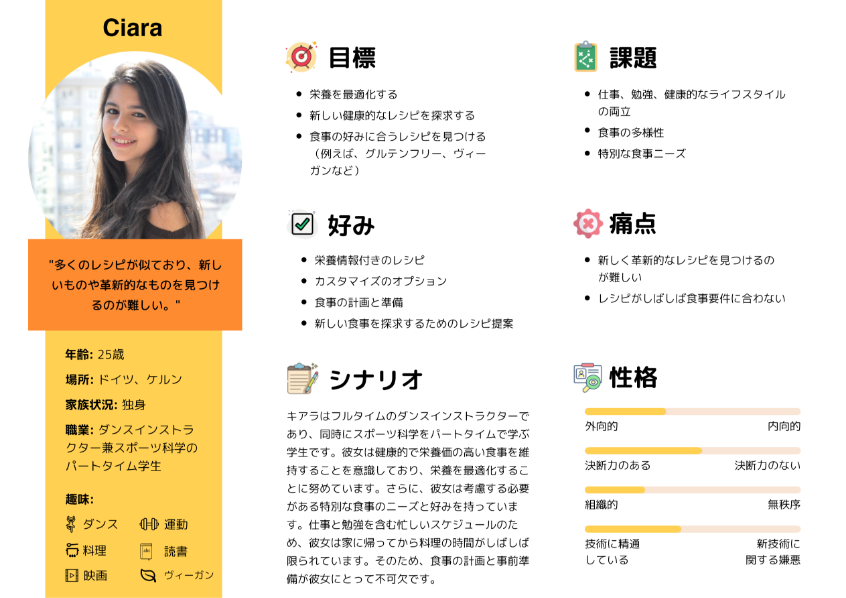 Ciara
"多くのレシピが似ており、新し
いものや革新的なものを見つけ
るのが難しい。"
年齢: 25歳
場所: ドイツ、ケルン
家族状況: 独身
職業: ダンスインストラ
クター兼スポーツ科学の
パートタイム学生
趣味:
ダンス
運動
料理
読書
映画
ヴィーガン
目標
• 栄養を最適化する
• 新しい健康的なレシピを探求する
• 食事の好みに合うレシピを見つける
（例えば、グルテンフリー、ヴィー
ガンなど）
好み
• 栄養情報付きのレシピ
• カスタマイズのオプション
• 食事の計画と準備
• 新しい食事を探求するためのレシピ提案
シナリオ
キアラはフルタイムのダンスインストラクターで
あり、同時にスポーツ科学をパートタイムで学ぶ
学生です。彼女は健康的で栄養価の高い食事を維
持することを意識しており、栄養を最適化するこ
とに努めています。さらに、彼女は考慮する必要
がある特別な食事のニーズと好みを持っていま
す。仕事と勉強を含む忙しいスケジュールのた
め、彼女は家に帰ってから料理の時間がしばしば
限られています。そのため、食事の計画と事前準
備が彼女にとって不可欠です。
課題
• 仕事、勉強、健康的なライフスタイル
の両立
• 食事の多様性
• 特別な食事ニーズ
痛点
• 新しく革新的なレシピを見つけるの
が難しい
• レシピがしばしば食事要件に合わない
性格
外向的
内向的
決断力のある
決断力のない
組織的
無秩序
技術に精通
している
新技術に
関する嫌悪